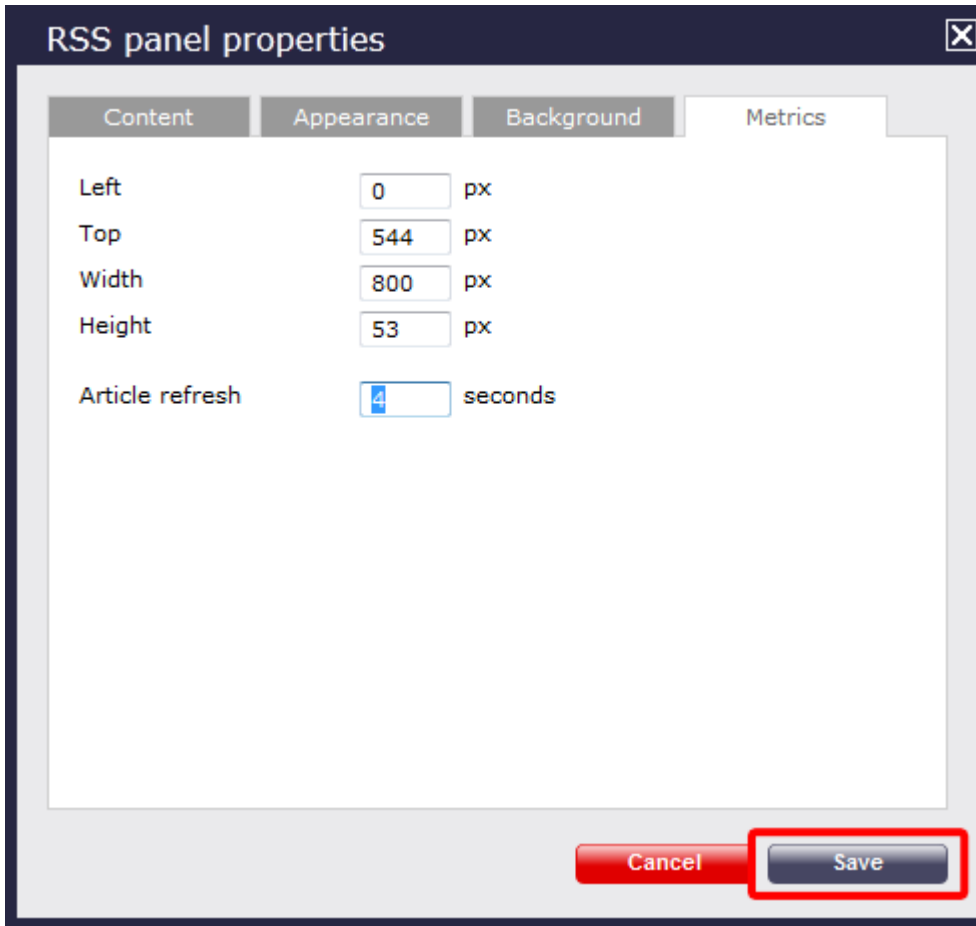 RSS panel properties
Content Appearance Background Metrics
Left 0 px
Top 544 px
Width 800 px
Height 53 px
Article refresh 4 seconds
Cancel Save